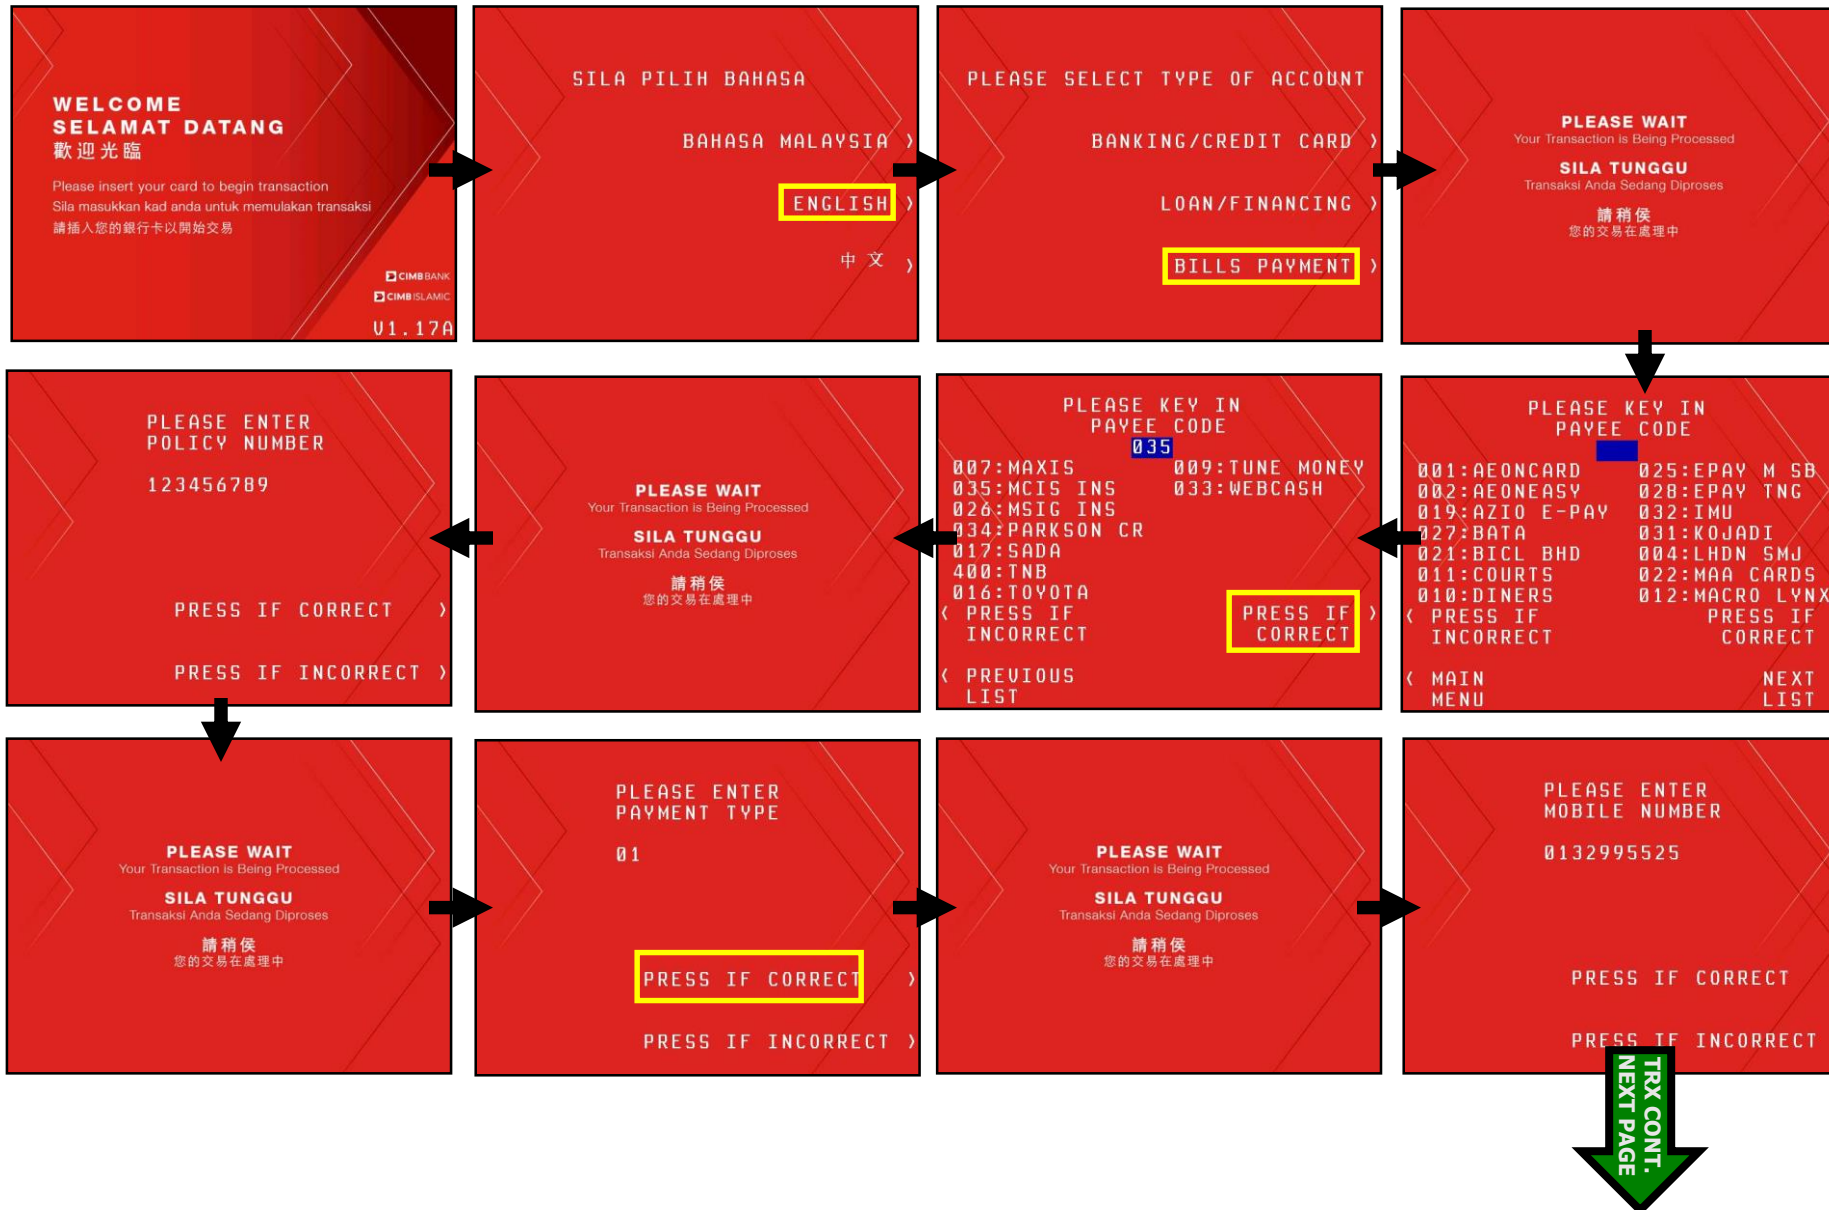 WELCOME
SELAMAT DATANG
歡迎光臨
Please insert your card to begin transaction
Sila masukkan kad anda untuk memulakan transaksi
請插入您的銀行卡以開始交易
CIMB BANK
CIMB ISLAMIC
V1.17A
SILA PILIH BAHASA
BAHASA MALAYSIA >
ENGLISH >
中文 >
PLEASE SELECT TYPE OF ACCOUNT
BANKING/CREDIT CARD >
LOAN/FINANCING >
BILLS PAYMENT >
PLEASE WAIT
Your Transaction is Being Processed
SILA TUNGGU
Transaksi Anda Sedang Diproses
請稍侯
您的交易在處理中
PLEASE KEY IN
PAYEE CODE
001:AEONCARD 025:EPAY M SB
002:AEONEASY 028:EPAY TNG
019:AZIO E-PAY 032:IMU
027:BATA 031:KOJADI
021:BICL BHD 004:LHDN SMJ
011:COURTS 022:MAA CARDS
010:DINERS 012:MACRO LYNX
< PRESS IF PRESS IF
INCORRECT CORRECT
< MAIN NEXT
MENU LIST
PLEASE KEY IN
PAYEE CODE
035
007:MAXIS 009:TUNE MONEY
035:MCIS INS 033:WEBCASH
026:MSIG INS
034:PARKSON CR
017:SADA
400:TNB
016:TOYOTA
< PRESS IF PRESS IF >
INCORRECT CORRECT
< PREVIOUS
LIST
PLEASE WAIT
Your Transaction is Being Processed
SILA TUNGGU
Transaksi Anda Sedang Diproses
請稍侯
您的交易在處理中
PLEASE ENTER
POLICY NUMBER
123456789
PRESS IF CORRECT >
PRESS IF INCORRECT >
PLEASE WAIT
Your Transaction is Being Processed
SILA TUNGGU
Transaksi Anda Sedang Diproses
請稍侯
您的交易在處理中
PLEASE ENTER
PAYMENT TYPE
01
PRESS IF CORRECT >
PRESS IF INCORRECT >
PLEASE WAIT
Your Transaction is Being Processed
SILA TUNGGU
Transaksi Anda Sedang Diproses
請稍侯
您的交易在處理中
PLEASE ENTER
MOBILE NUMBER
0132995525
PRESS IF CORRECT
PRESS IF INCORRECT
TRX CONT.
NEXT PAGE